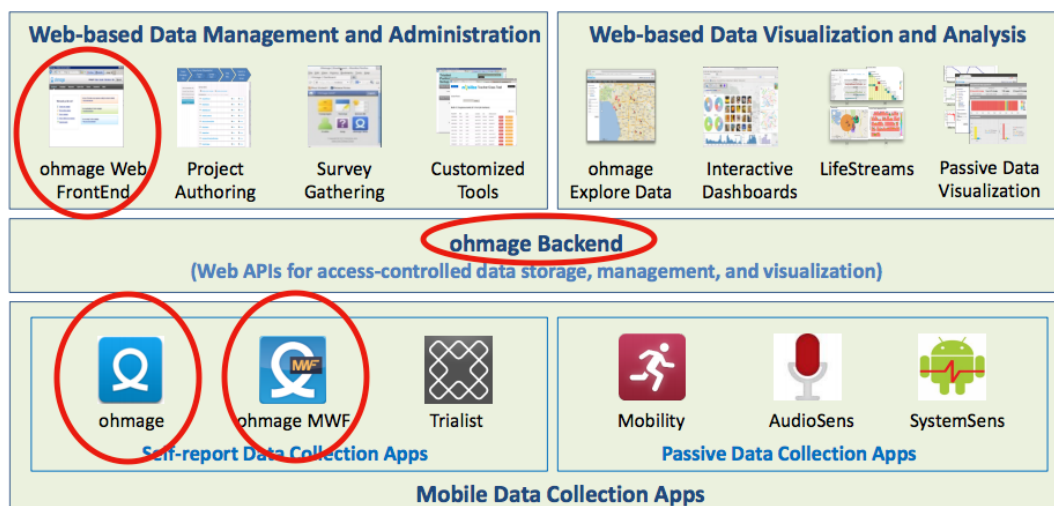 Web-based Data Management and Administration
ohmage Web
FrontEnd
Project
Authoring
Survey
Gathering
Customized
Tools
Web-based Data Visualization and Analysis
ohmage
Explore Data
Interactive
Dashboards
LifeStreams
Passive Data
Visualization
ohmage Backend
(Web APIs for access-controlled data storage, management, and visualization)
ohmage
MWF
ohmage MWF
Trialist
Self-report Data Collection Apps
Mobility
AudioSens
SystemSens
Passive Data Collection Apps
Mobile Data Collection Apps